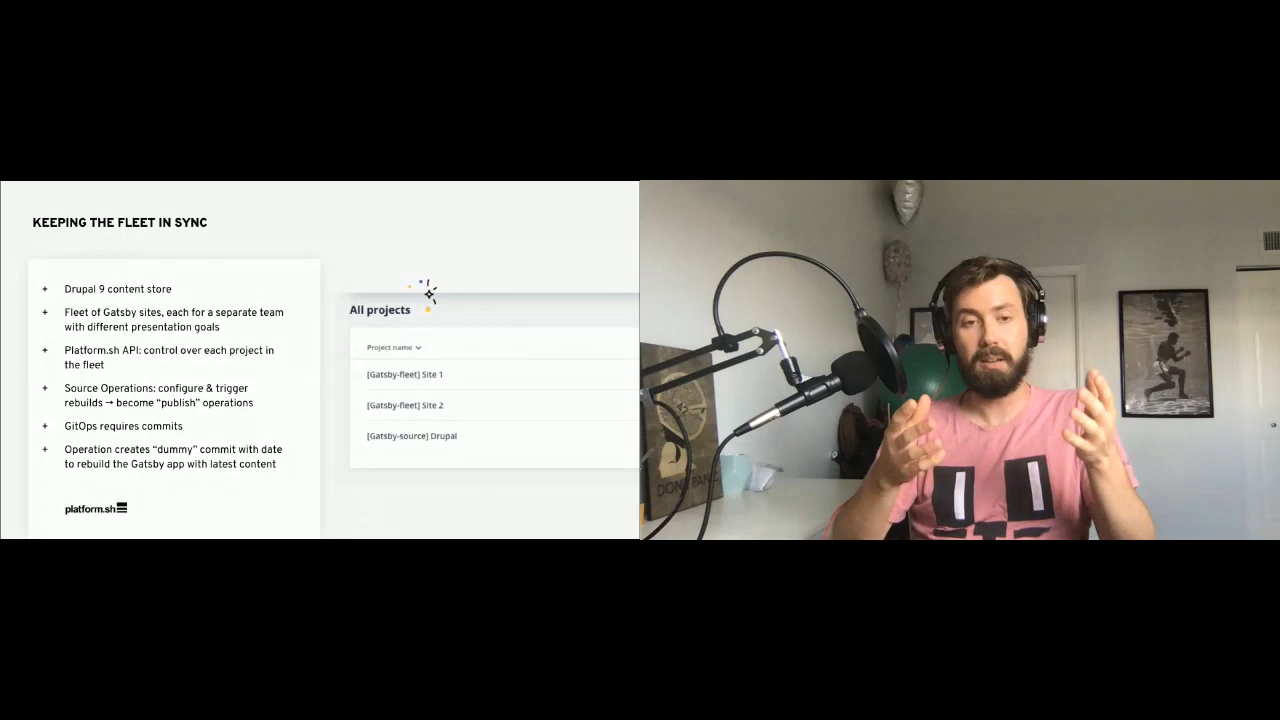 KEEPING THE FLEET IN SYNC
+ Drupal 9 content store
+ Fleet of Gatsby sites, each for a separate team
with different presentation goals
+ Platform.sh API: control over each project in
the fleet
+ Source Operations: configure & trigger
rebuilds → become “publish” operations
+ GitOps requires commits
+ Operation creates “dummy” commit with date
to rebuild the Gatsby app with latest content
platform.sh
All projects
Project name
[Gatsby-fleet] Site 1
[Gatsby-fleet] Site 2
[Gatsby-source] Drupal
DON'T PANIC